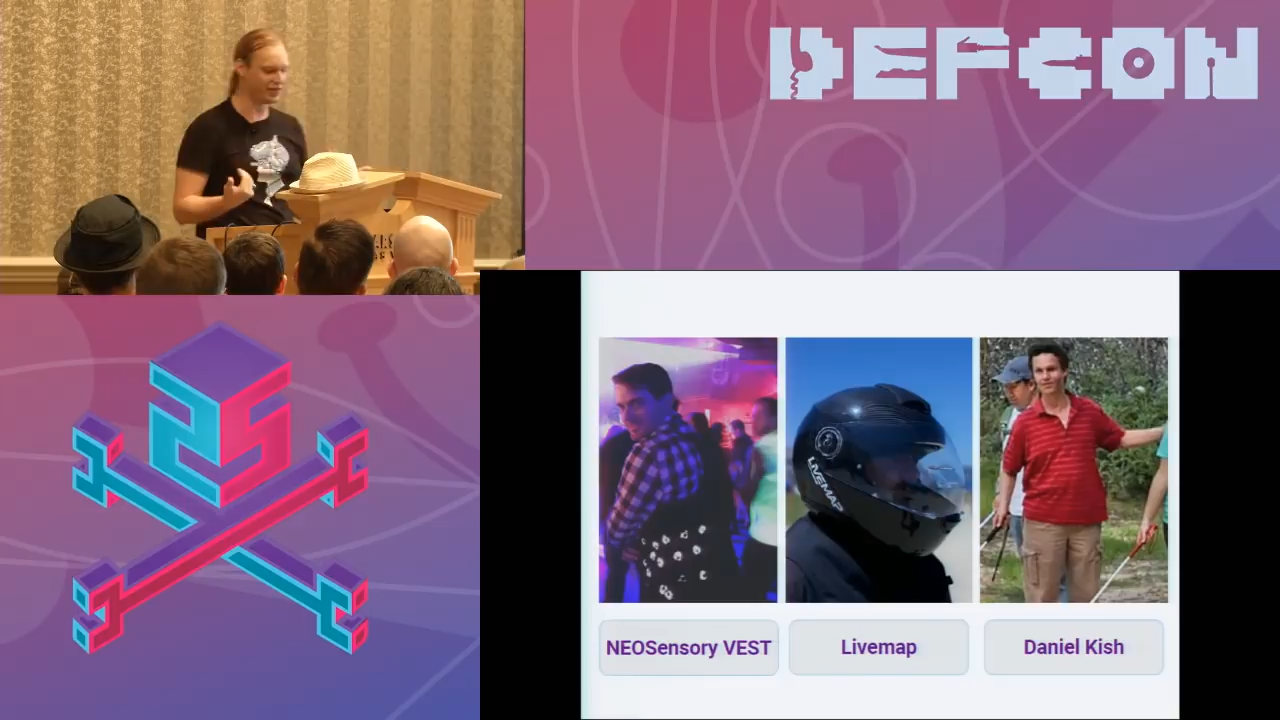 DEFCON
LIVEMAP
NEOSensory VEST
Livemap
Daniel Kish